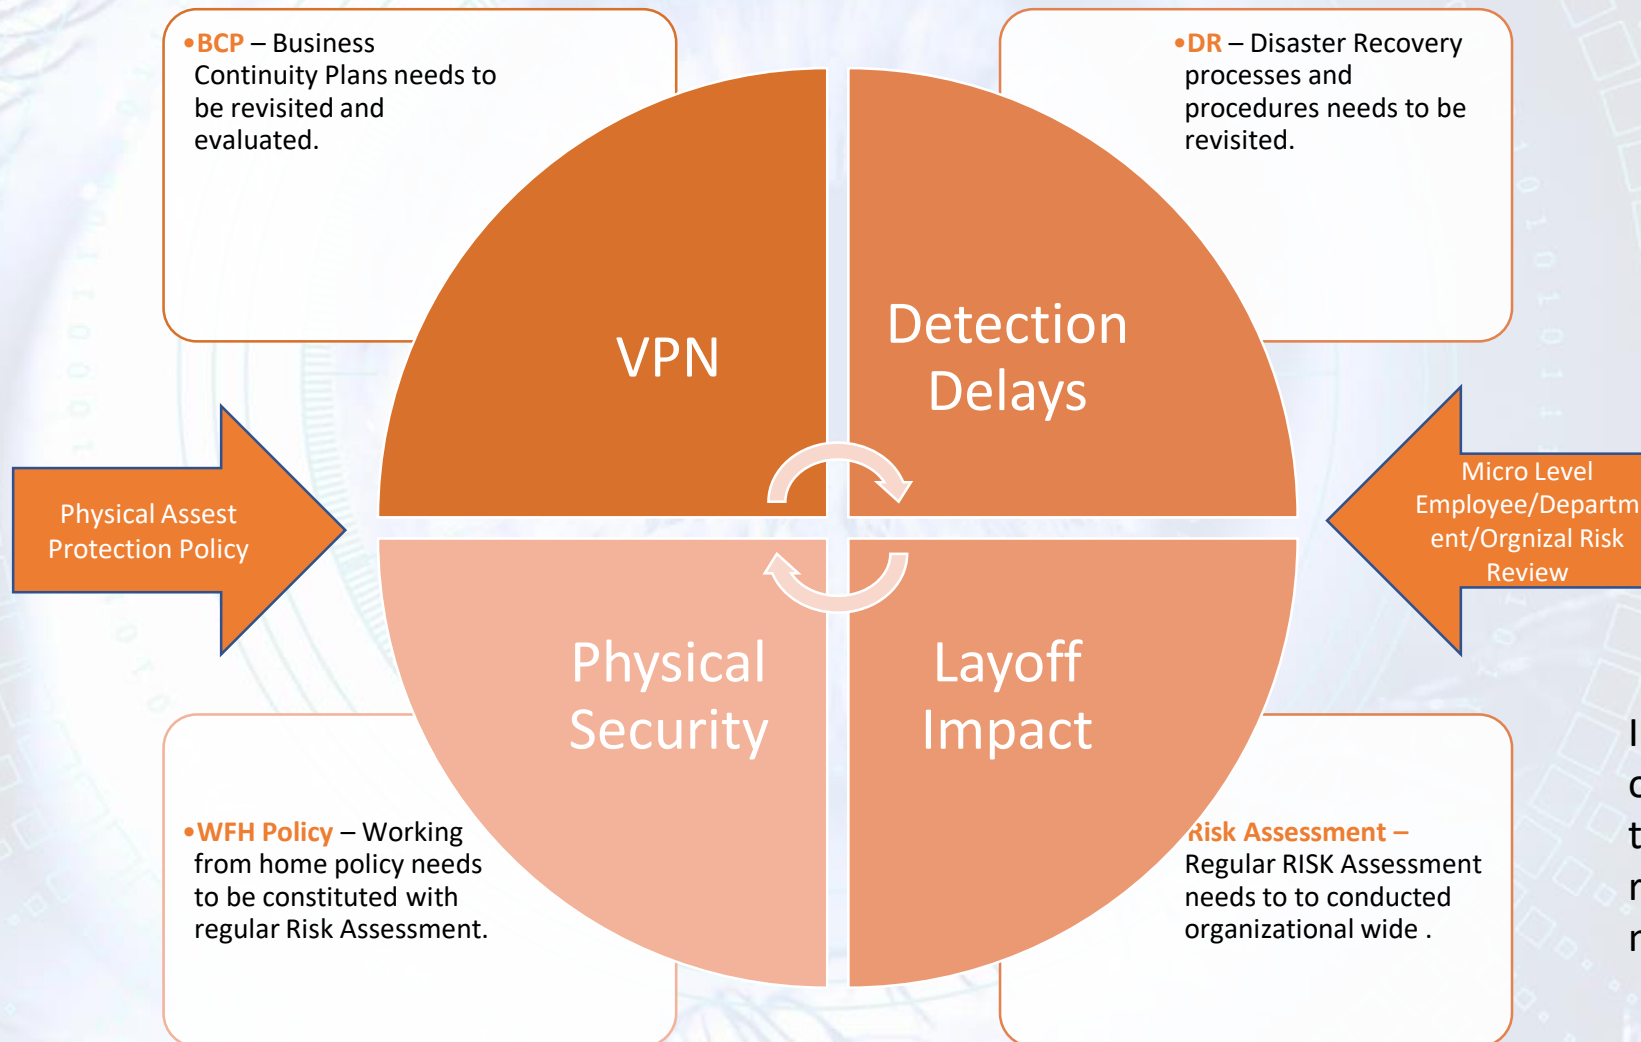 •BCP – Business
Continuity Plans needs to
be revisited and
evaluated.
•DR – Disaster Recovery
processes and
procedures needs to be
revisited.
VPN
Detection
Delays
Physical Assest
Protection Policy
Micro Level
Employee/Departm
ent/Orgnizal Risk
Review
Physical
Security
Layoff
Impact
•WFH Policy – Working
from home policy needs
to be constituted with
regular Risk Assessment.
Risk Assessment –
Regular RISK Assessment
needs to to conducted
organizational wide .